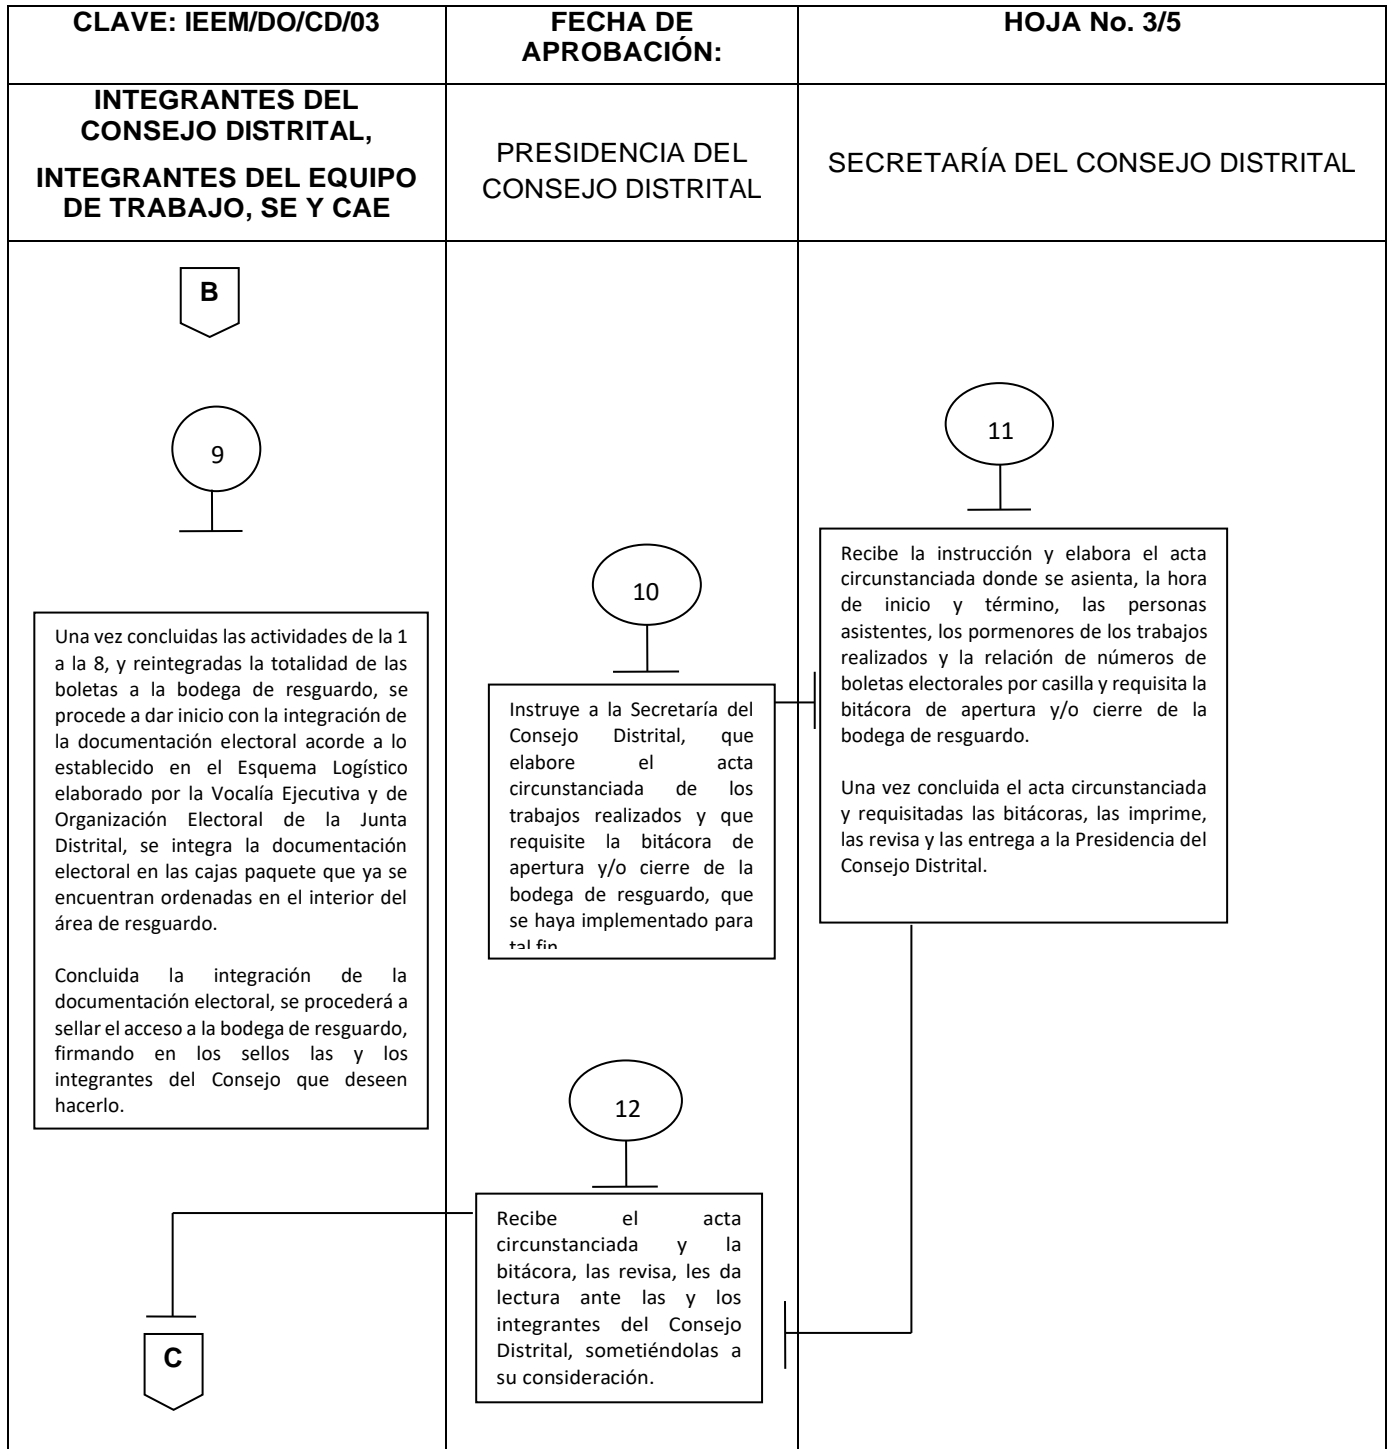 CLAVE: IEEM/DO/CD/03
FECHA DE
APROBACIÓN:
HOJA No. 3/5
INTEGRANTES DEL
CONSEJO DISTRITAL,
INTEGRANTES DEL EQUIPO
DE TRABAJO, SE Y CAE
PRESIDENCIA DEL
CONSEJO DISTRITAL
SECRETARÍA DEL CONSEJO DISTRITAL
B
9
Una vez concluidas las actividades de la 1
a la 8, y reintegradas la totalidad de las
boletas a la bodega de resguardo, se
procede a dar inicio con la integración de
la documentación electoral acorde a lo
establecido en el Esquema Logístico
elaborado por la Vocalía Ejecutiva y de
Organización Electoral de la Junta
Distrital, se integra la documentación
electoral en las cajas paquete que ya se
encuentran ordenadas en el interior del
área de resguardo.
Concluida la integración de la
documentación electoral, se procederá a
sellar el acceso a la bodega de resguardo,
firmando en los sellos las y los
integrantes del Consejo que deseen
hacerlo.
10
Instruye a la Secretaría del
Consejo Distrital, que
elabore el acta
circunstanciada de los
trabajos realizados y que
requisite la bitácora de
apertura y/o cierre de la
bodega de resguardo, que
se haya implementado para
tal fin
11
Recibe la instrucción y elabora el acta
circunstanciada donde se asienta, la hora
de inicio y término, las personas
asistentes, los pormenores de los trabajos
realizados y la relación de números de
boletas electorales por casilla y requisita la
bitácora de apertura y/o cierre de la
bodega de resguardo.
Una vez concluida el acta circunstanciada
y requisitadas las bitácoras, las imprime,
las revisa y las entrega a la Presidencia del
Consejo Distrital.
12
Recibe el acta
circunstanciada y la
bitácora, las revisa, les da
lectura ante las y los
integrantes del Consejo
Distrital, sometiéndolas a
su consideración.
C